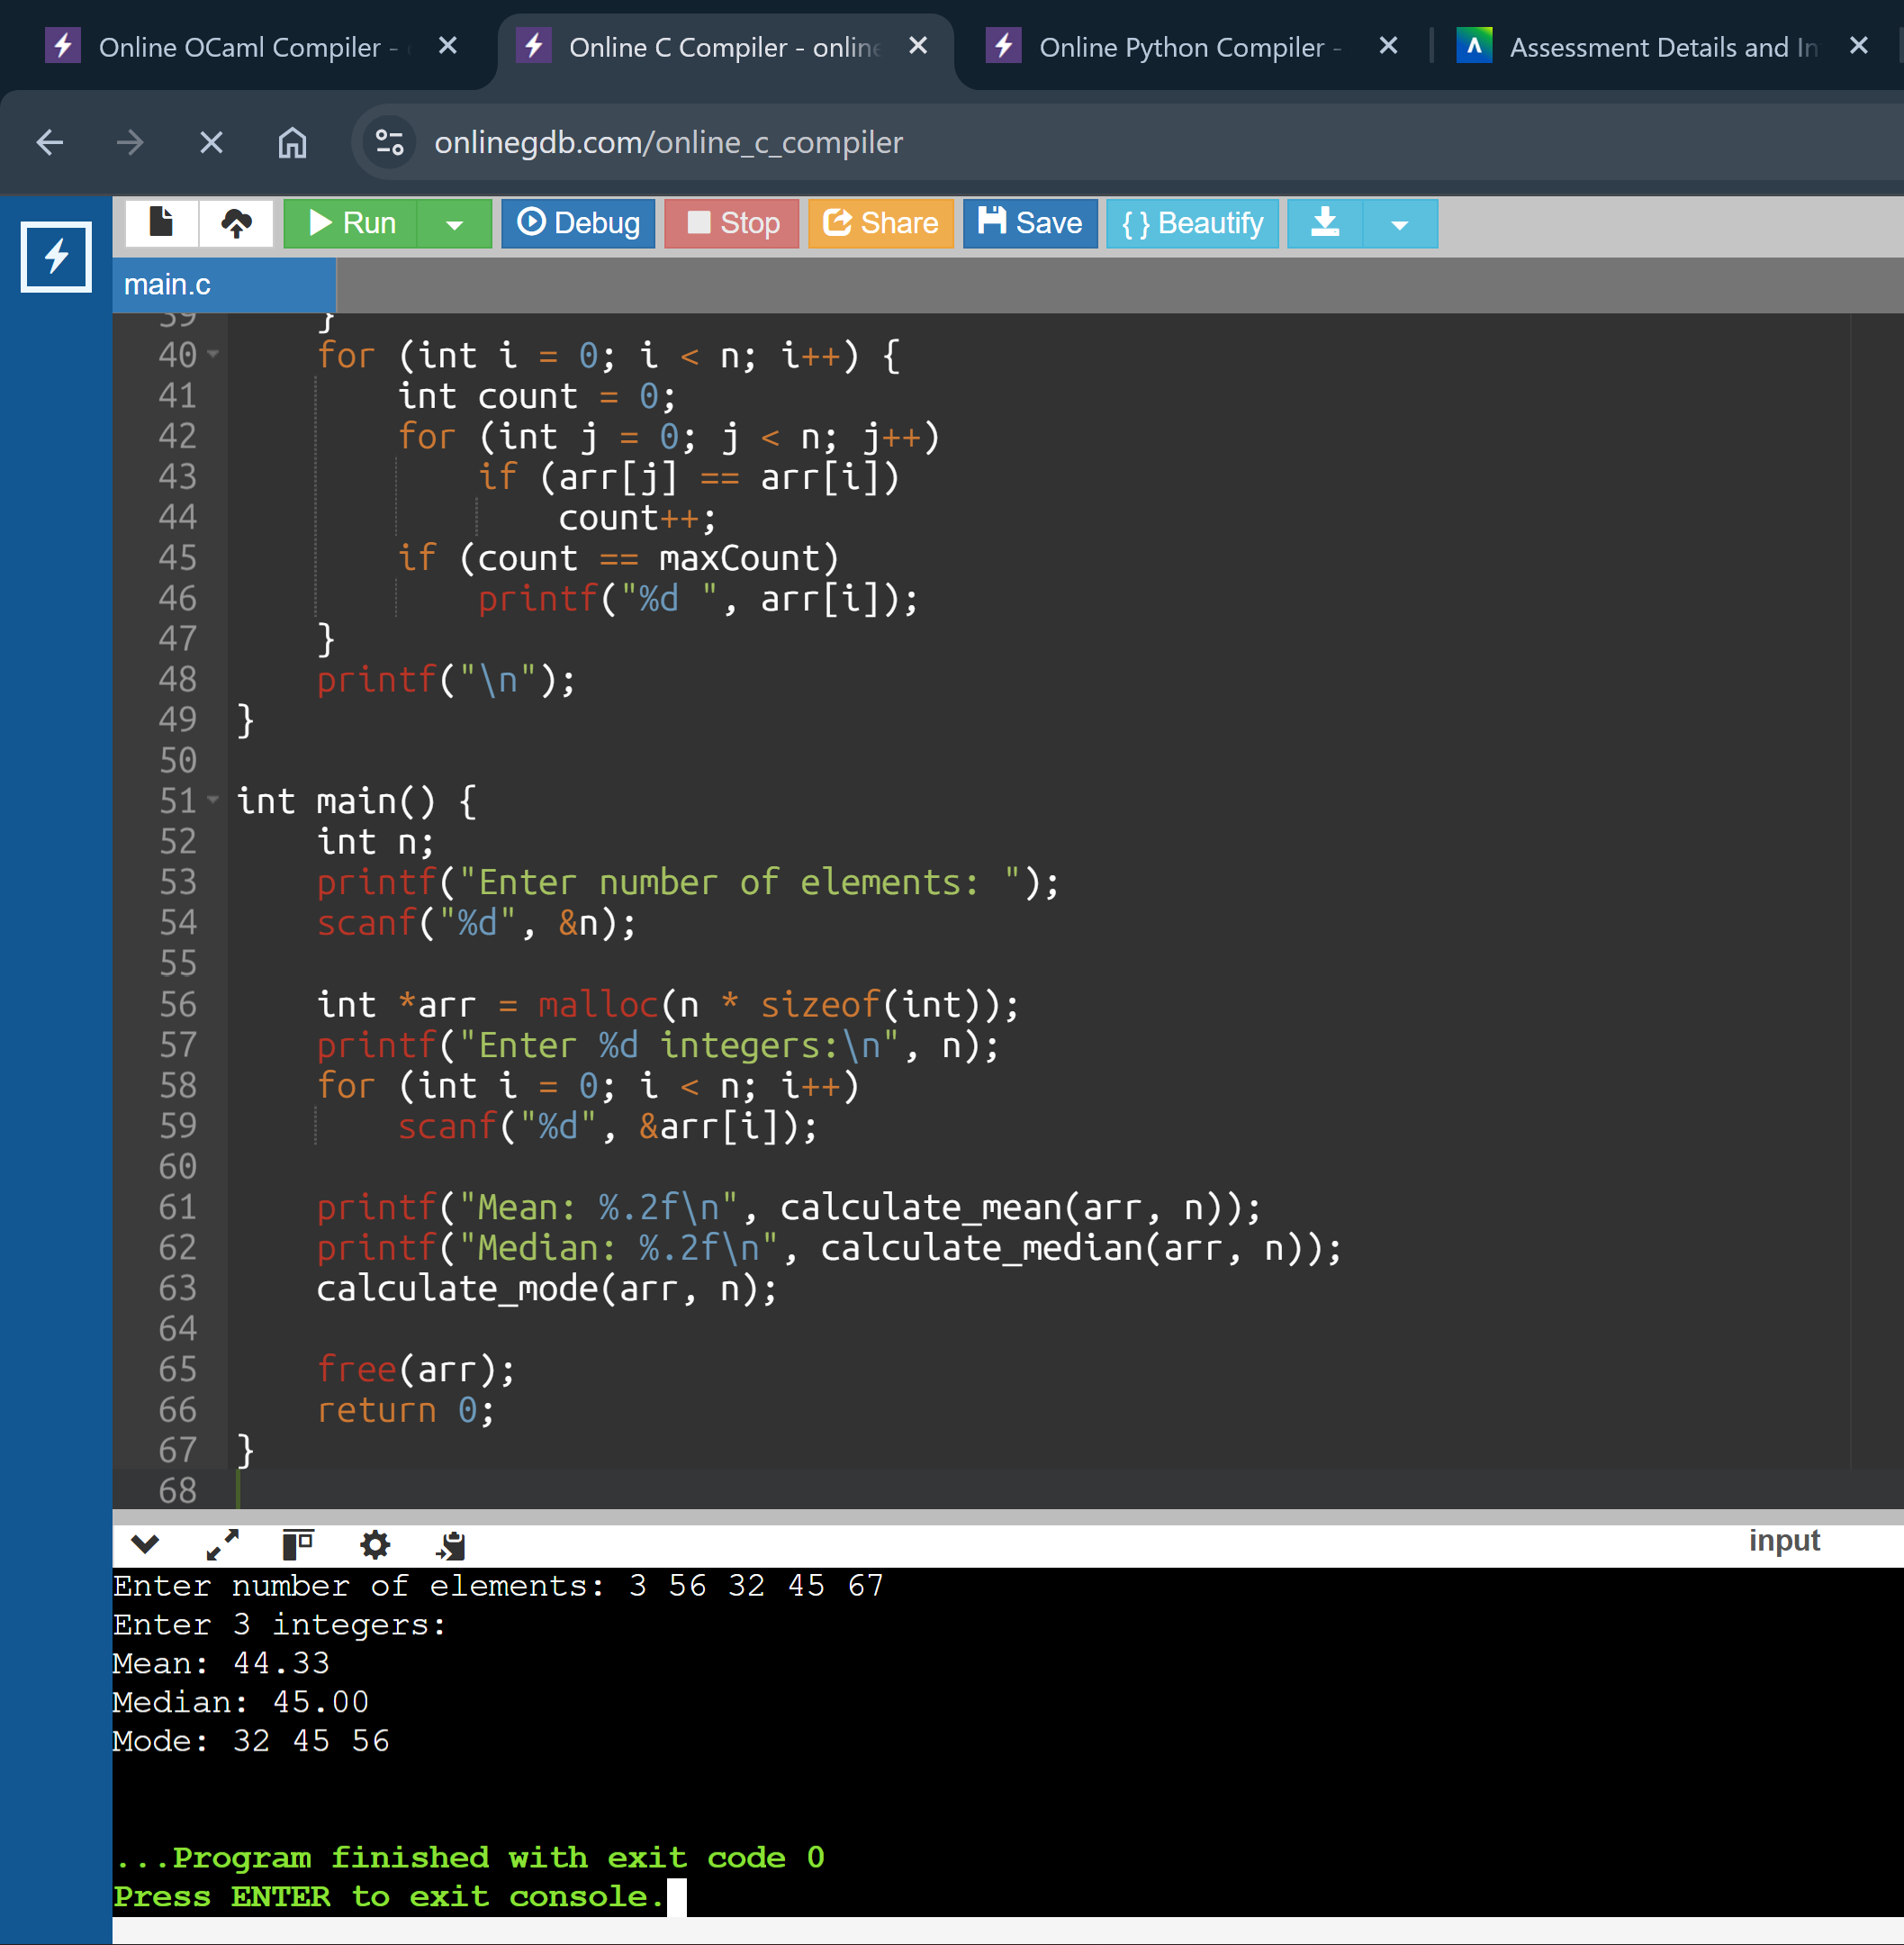 Online OCaml Compiler -
Online C Compiler - online
Online Python Compiler -
Assessment Details and In
onlinegdb.com/online_c_compiler
Run
Debug
Stop
Share
Save
{ } Beautify
main.c
39     }
40     for (int i = 0; i < n; i++) {
41         int count = 0;
42         for (int j = 0; j < n; j++)
43             if (arr[j] == arr[i])
44                 count++;
45         if (count == maxCount)
46             printf("%d ", arr[i]);
47     }
48     printf("\n");
49 }
50
51 int main() {
52     int n;
53     printf("Enter number of elements: ");
54     scanf("%d", &n);
55
56     int *arr = malloc(n * sizeof(int));
57     printf("Enter %d integers:\n", n);
58     for (int i = 0; i < n; i++)
59         scanf("%d", &arr[i]);
60
61     printf("Mean: %.2f\n", calculate_mean(arr, n));
62     printf("Median: %.2f\n", calculate_median(arr, n));
63     calculate_mode(arr, n);
64
65     free(arr);
66     return 0;
67 }
68
input
Enter number of elements: 3 56 32 45 67
Enter 3 integers:
Mean: 44.33
Median: 45.00
Mode: 32 45 56
...Program finished with exit code 0
Press ENTER to exit console.